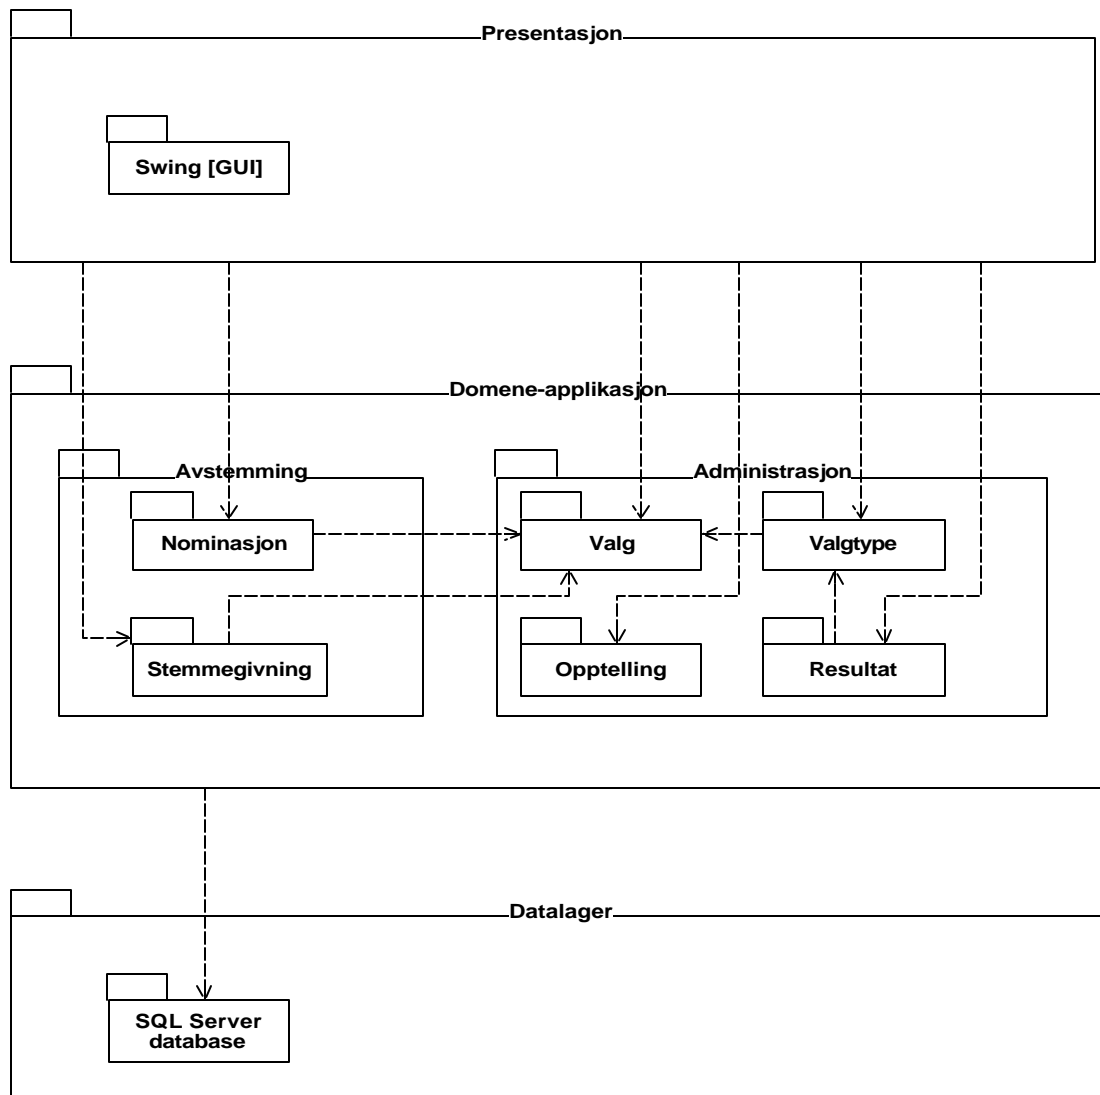 Presentasjon
Swing [GUI]
Domene-applikasjon
Avstemming
Administrasjon
Nominasjon
Valg
Valgtype
Stemmegivning
Opptelling
Resultat
Datalager
SQL Server
database